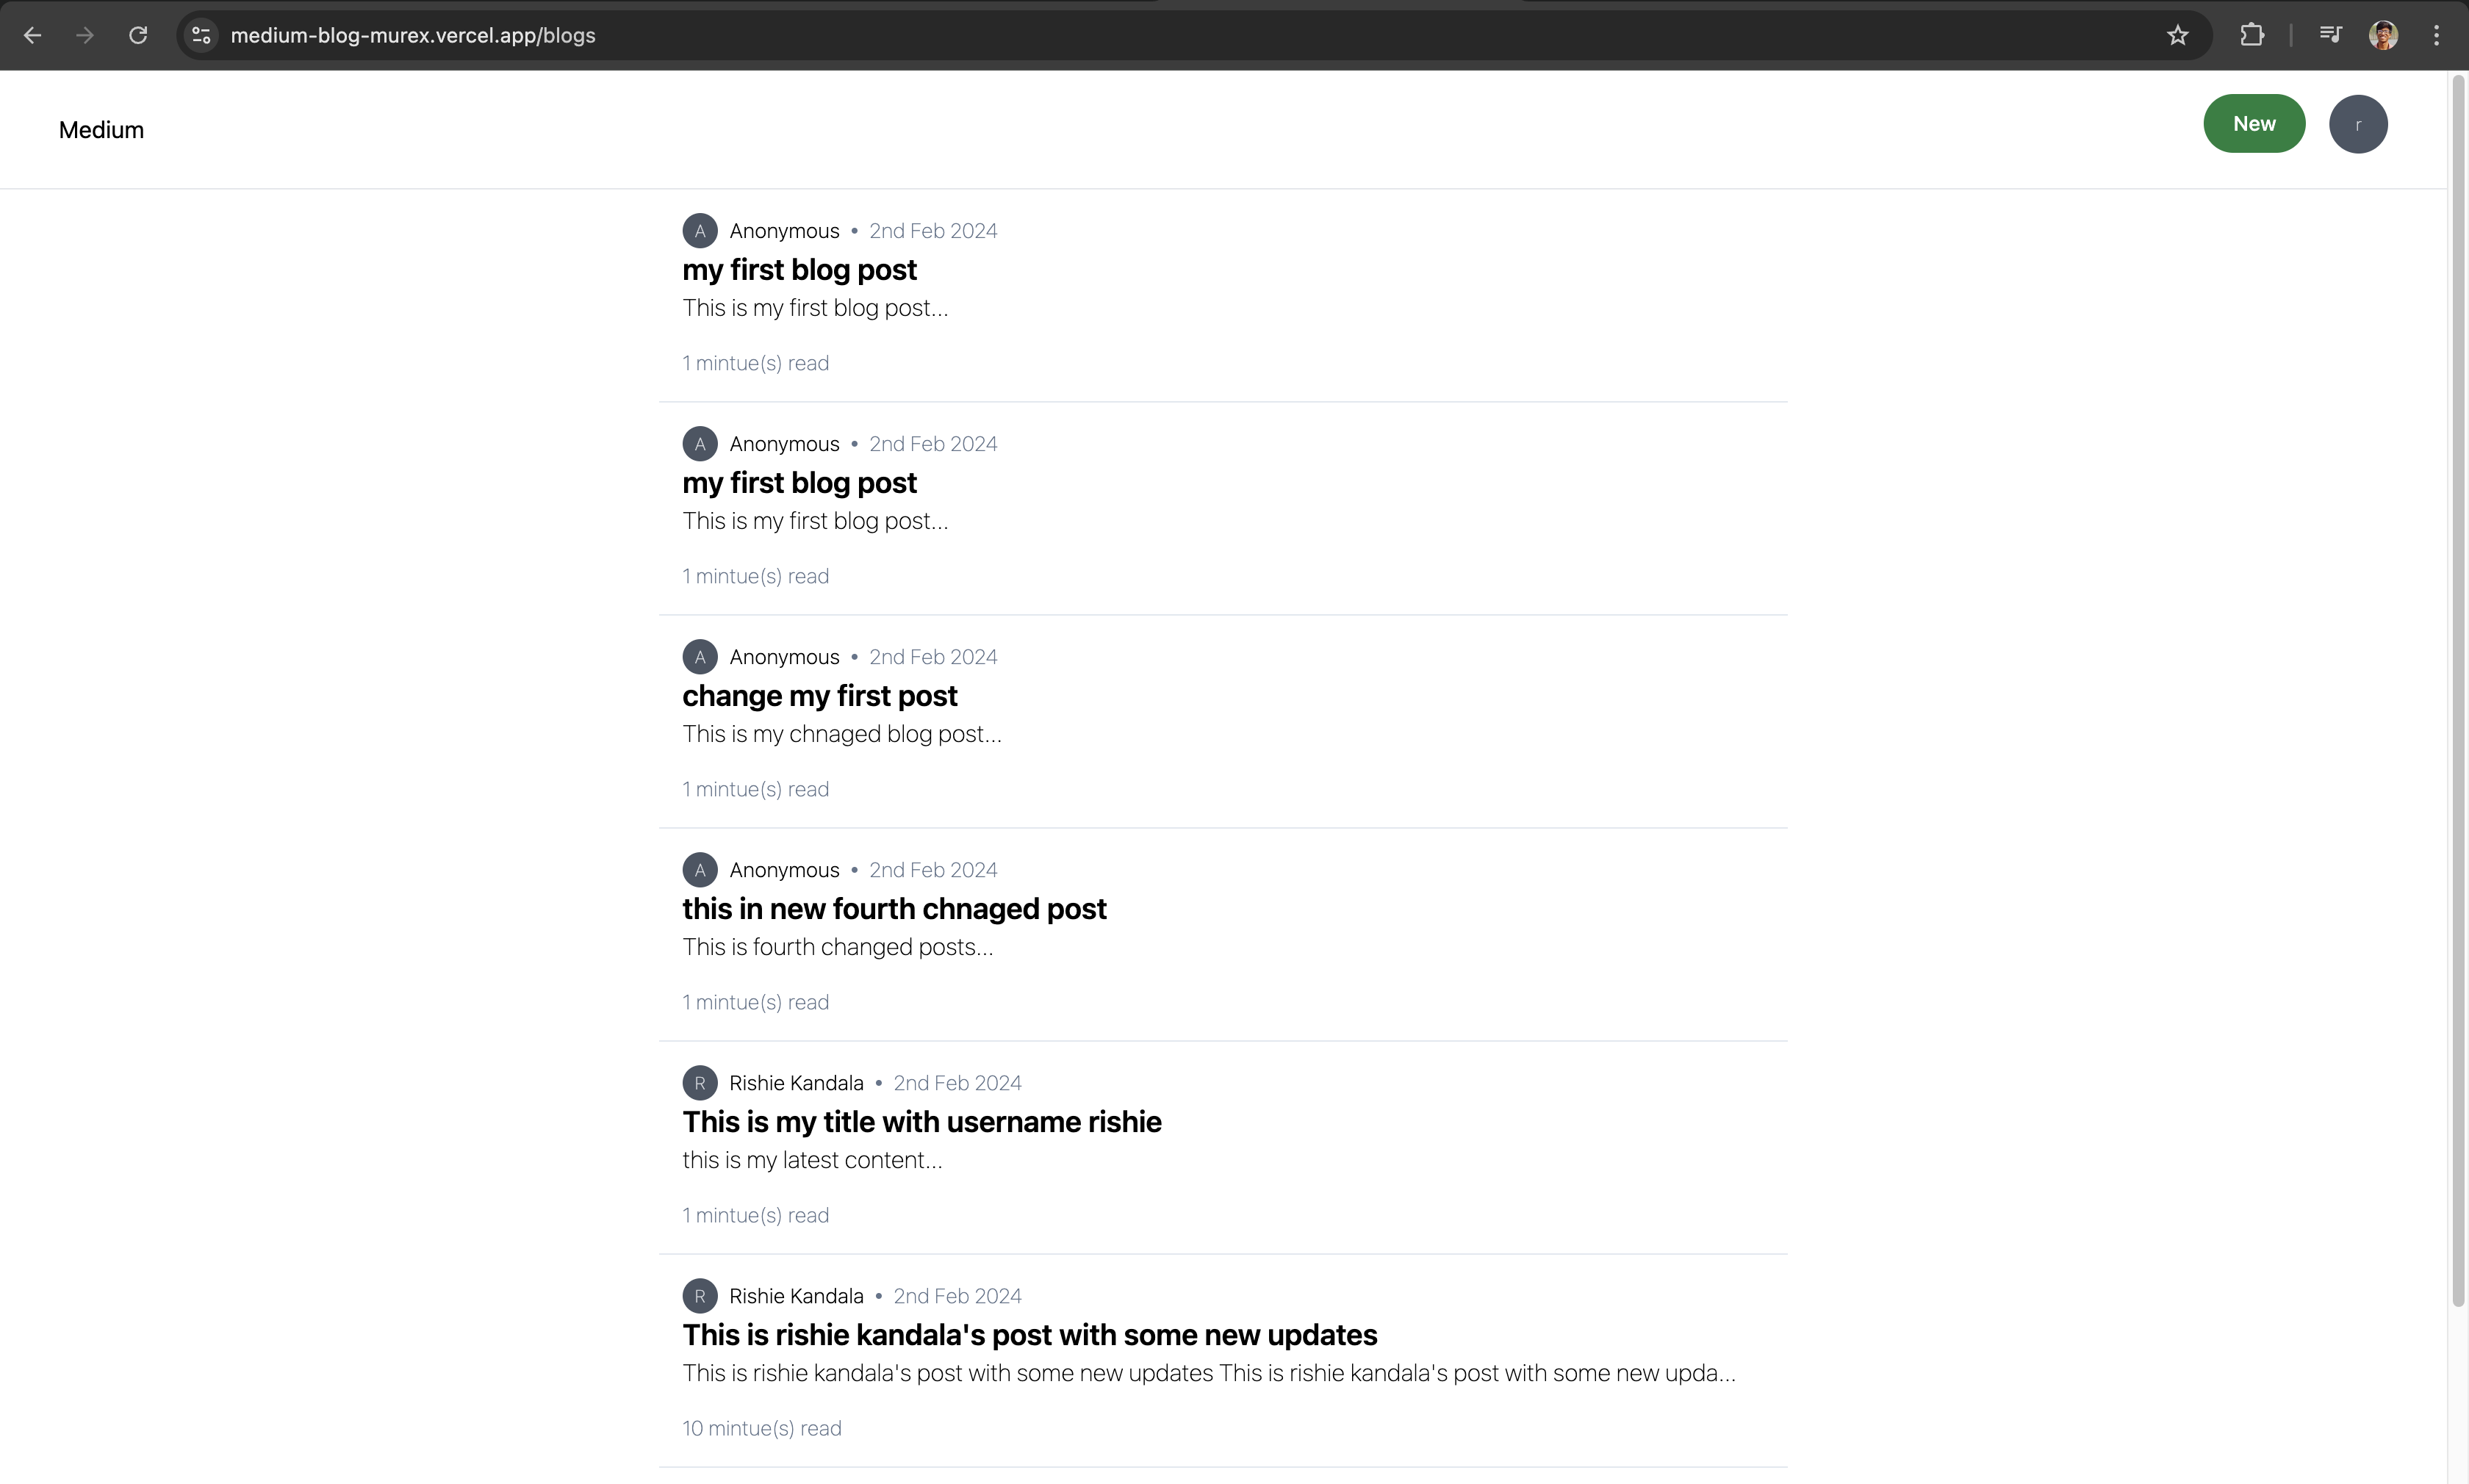 medium-blog-murex.vercel.app/blogs
Medium
New
r
A Anonymous • 2nd Feb 2024
my first blog post
This is my first blog post...
1 mintue(s) read
A Anonymous • 2nd Feb 2024
my first blog post
This is my first blog post...
1 mintue(s) read
A Anonymous • 2nd Feb 2024
change my first post
This is my chnaged blog post...
1 mintue(s) read
A Anonymous • 2nd Feb 2024
this in new fourth chnaged post
This is fourth changed posts...
1 mintue(s) read
R Rishie Kandala • 2nd Feb 2024
This is my title with username rishie
this is my latest content...
1 mintue(s) read
R Rishie Kandala • 2nd Feb 2024
This is rishie kandala's post with some new updates
This is rishie kandala's post with some new updates This is rishie kandala's post with some new upda...
10 mintue(s) read